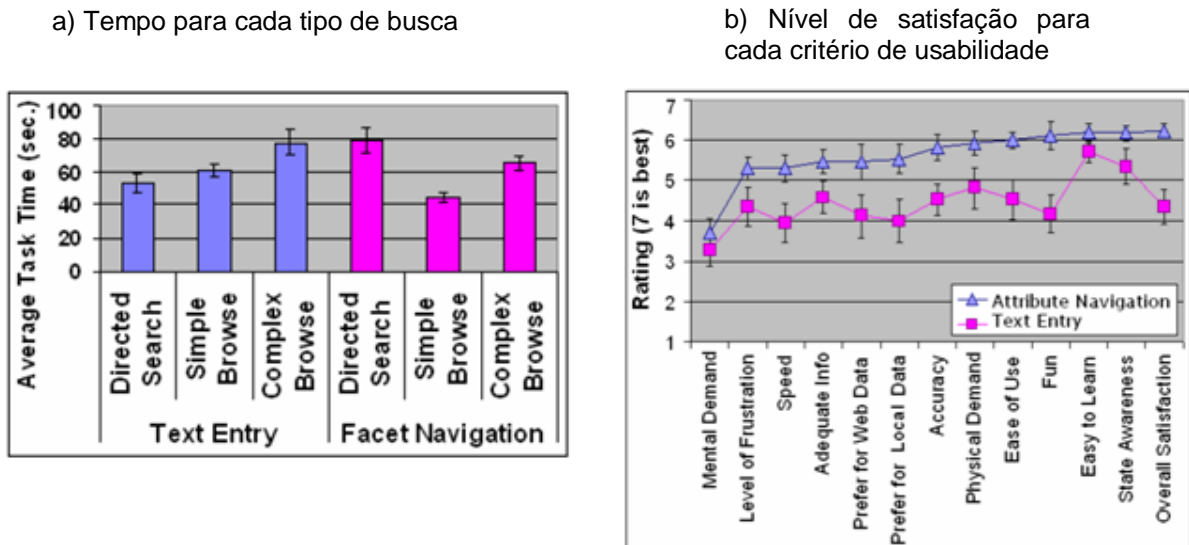 a) Tempo para cada tipo de busca
b) Nível de satisfação para
cada critério de usabilidade
Average Task Time (sec.)
100
80
60
40
20
0
Directed
Search
Simple
Browse
Complex
Browse
Directed
Search
Simple
Browse
Complex
Browse
Text Entry
Facet Navigation
Rating (7 is best)
7
6
5
4
3
2
1
Attribute Navigation
Text Entry
Mental Demand
Level of Frustration
Speed
Adequate Info
Prefer for Web Data
Prefer for Local Data
Accuracy
Physical Demand
Ease of Use
Fun
Easy to Learn
State Awareness
Overall Satisfaction